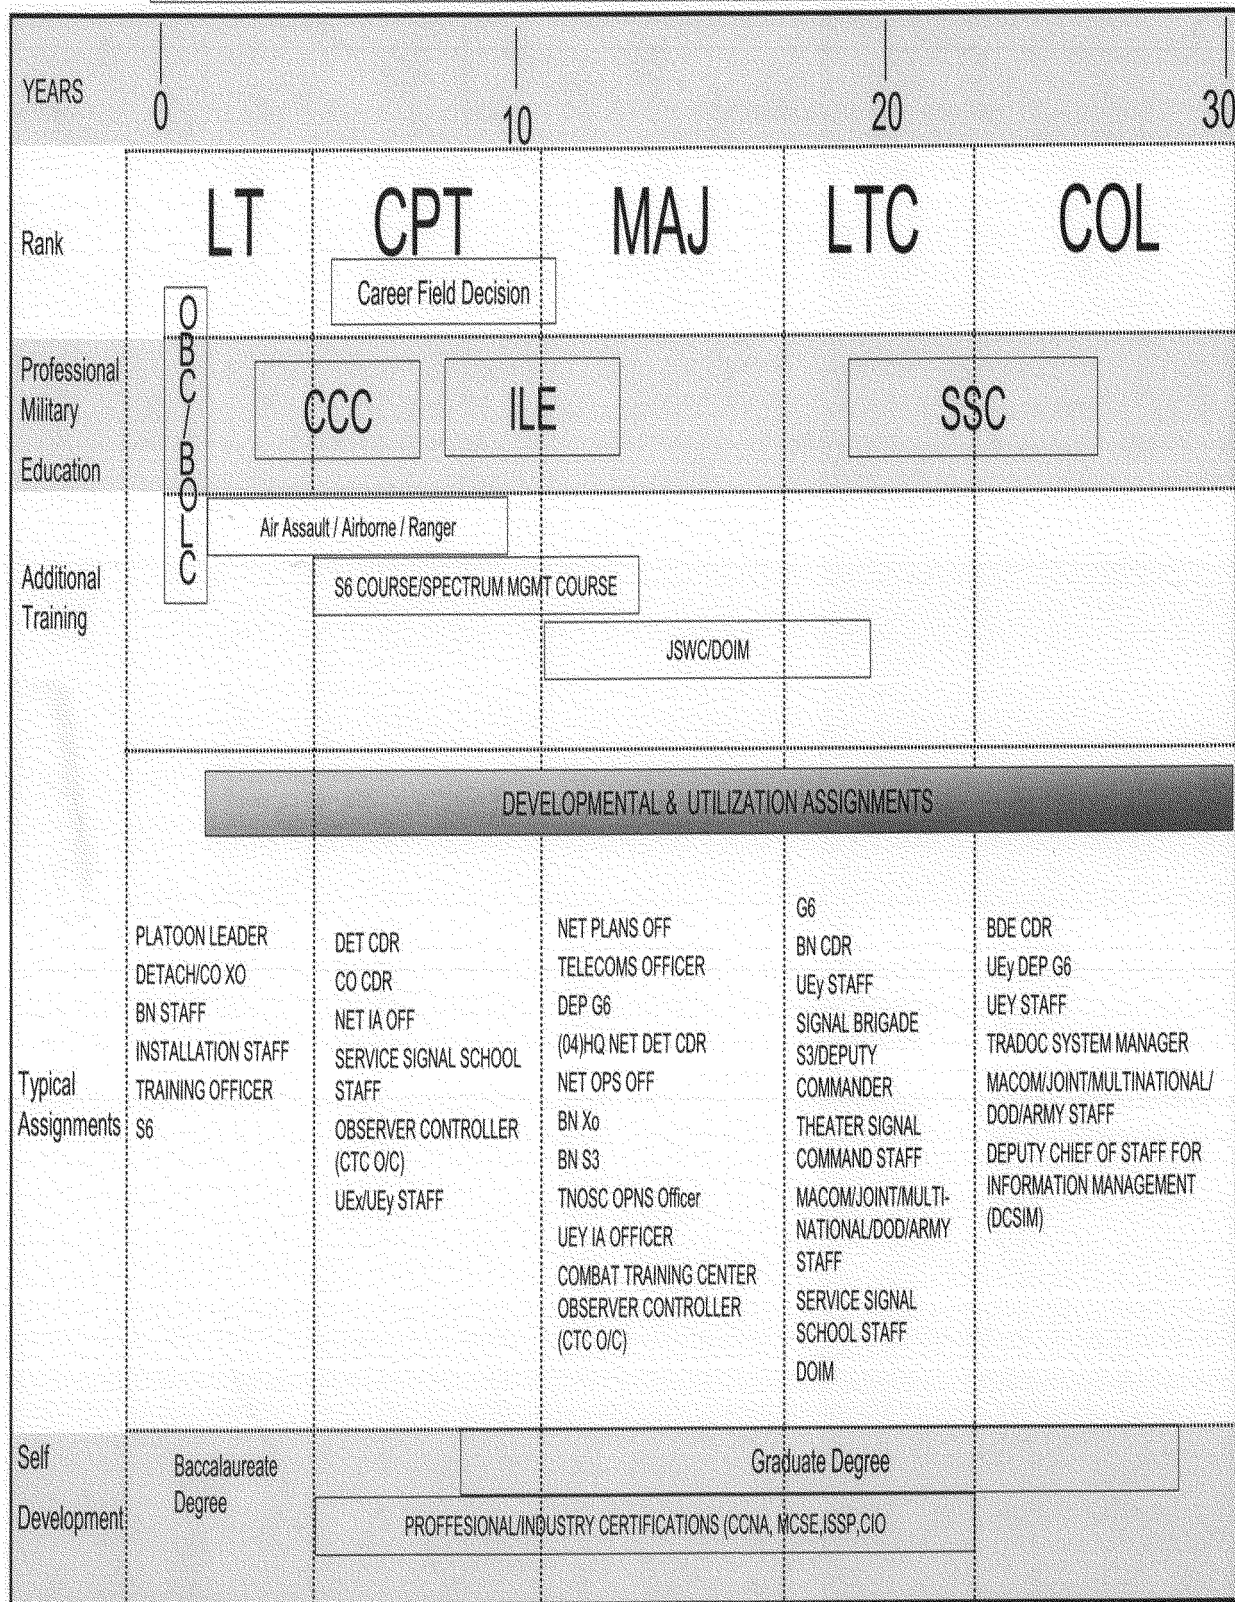 YEARS
0
10
20
30
Rank
LT
CPT
MAJ
LTC
COL
Career Field Decision
OBC/BOLC
Professional
Military
Education
CCC
ILE
SSC
Additional
Training
Air Assault / Airborne / Ranger
S6 COURSE/SPECTRUM MGMT COURSE
JSWC/DOIM
DEVELOPMENTAL & UTILIZATION ASSIGNMENTS
Typical
Assignments
PLATOON LEADER
DETACH/CO XO
BN STAFF
INSTALLATION STAFF
TRAINING OFFICER
S6
DET CDR
CO CDR
NET IA OFF
SERVICE SIGNAL SCHOOL
STAFF
OBSERVER CONTROLLER
(CTC O/C)
UEx/UEy STAFF
NET PLANS OFF
TELECOMS OFFICER
DEP G6
(04)HQ NET DET CDR
NET OPS OFF
BN Xo
BN S3
TNOSC OPNS Officer
UEY IA OFFICER
COMBAT TRAINING CENTER
OBSERVER CONTROLLER
(CTC O/C)
G6
BN CDR
UEy STAFF
SIGNAL BRIGADE
S3/DEPUTY
COMMANDER
THEATER SIGNAL
COMMAND STAFF
MACOM/JOINT/MULTI-
NATIONAL/DOD/ARMY
STAFF
SERVICE SIGNAL
SCHOOL STAFF
DOIM
BDE CDR
UEy DEP G6
UEY STAFF
TRADOC SYSTEM MANAGER
MACOM/JOINT/MULTINATIONAL/
DOD/ARMY STAFF
DEPUTY CHIEF OF STAFF FOR
INFORMATION MANAGEMENT
(DCSIM)
Self
Development
Baccalaureate
Degree
Graduate Degree
PROFFESIONAL/INDUSTRY CERTIFICATIONS (CCNA, MCSE,ISSP,CIO